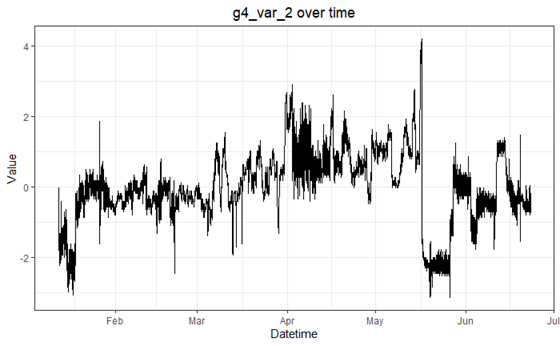 g4_var_2 over time
Value
4
2
0
-2
Feb
Mar
Apr
May
Jun
Jul
Datetime